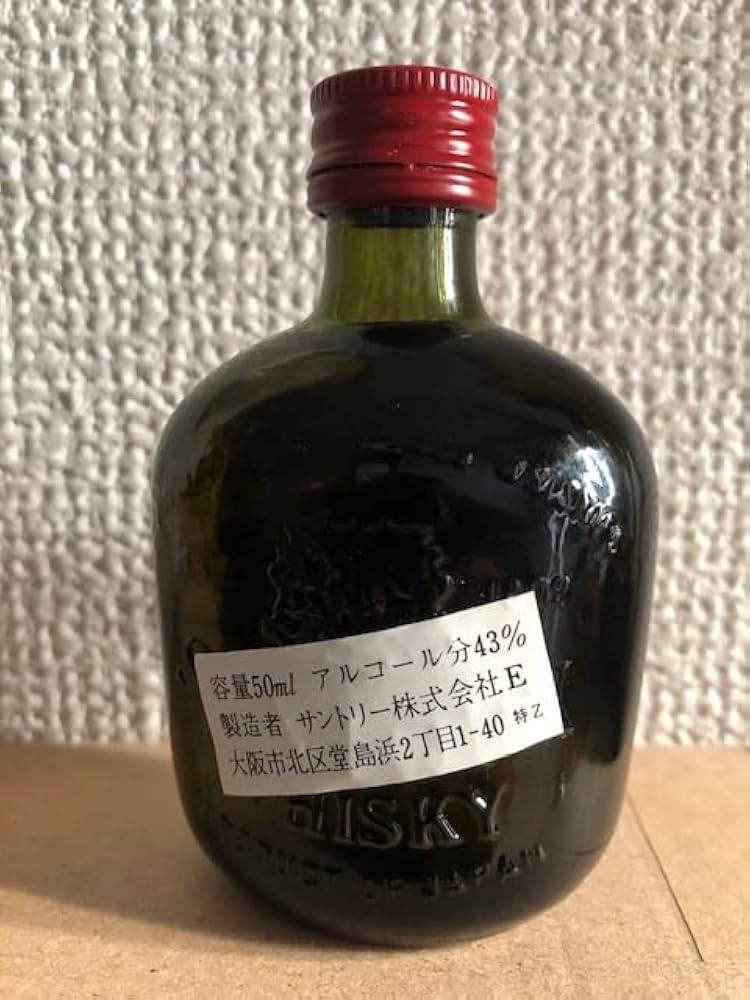 容量50ml アルコール分43%
製造者 サントリー株式会社E
大阪市北区堂島浜2丁目1-40 特乙
HISKY